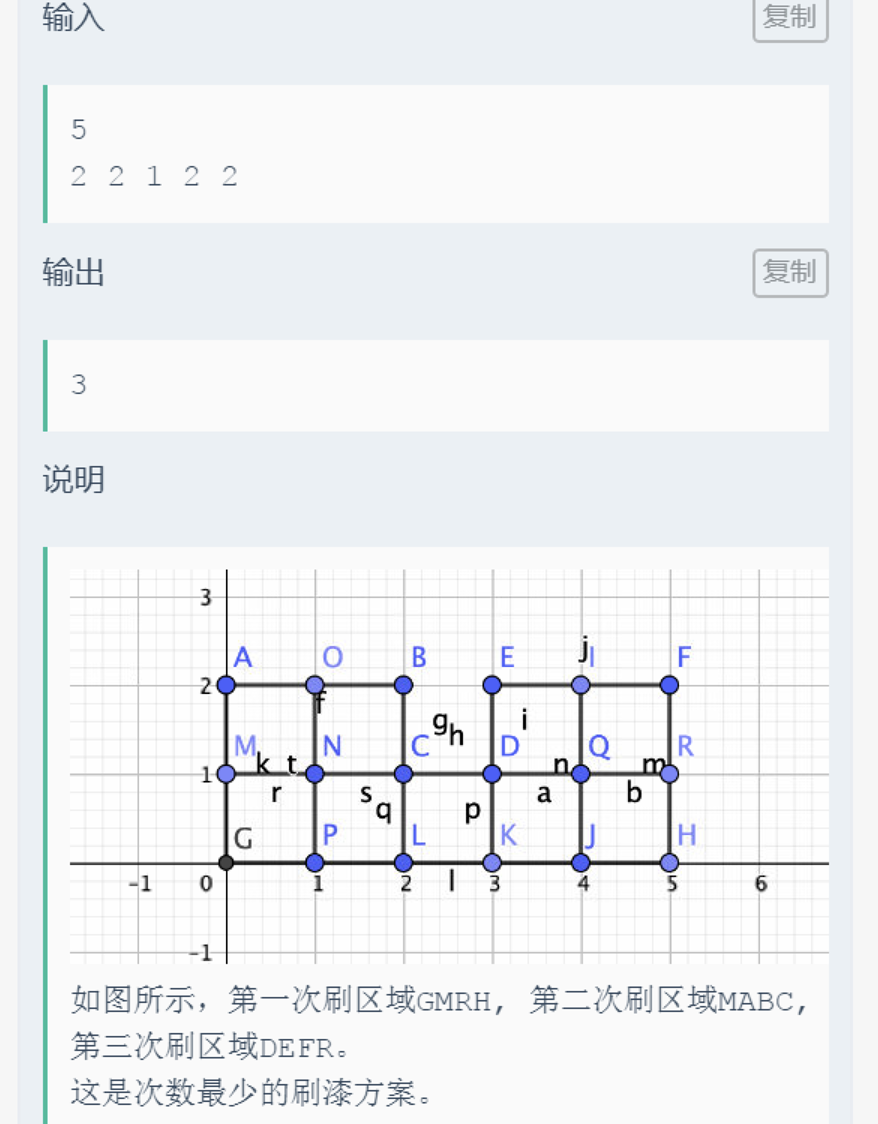 输入
复制
5
2 2 1 2 2
输出
复制
3
说明
3
A O B E j I F
2
f
g h i
M k t N C D n Q m R
1
r s q p a b
G P L K J H
-1 0 1 2 l 3 4 5 6
-1
如图所示，第一次刷区域GMRH, 第二次刷区域MABC,
第三次刷区域DEFR。
这是次数最少的刷漆方案。